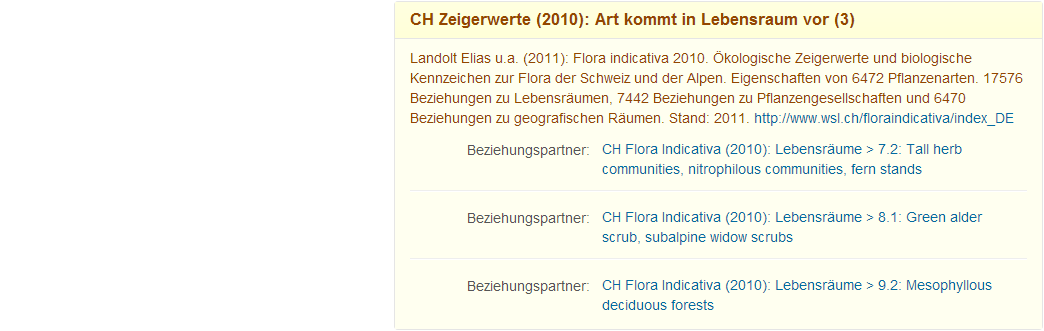 CH Zeigerwerte (2010): Art kommt in Lebensraum vor (3)
Landolt Elias u.a. (2011): Flora indicativa 2010. Ökologische Zeigerwerte und biologische
Kennzeichen zur Flora der Schweiz und der Alpen. Eigenschaften von 6472 Pflanzenarten. 17576
Beziehungen zu Lebensräumen, 7442 Beziehungen zu Pflanzengesellschaften und 6470
Beziehungen zu geografischen Räumen. Stand: 2011. http://www.wsl.ch/floraindicativa/index_DE
Beziehungspartner: CH Flora Indicativa (2010): Lebensräume > 7.2: Tall herb
communities, nitrophilous communities, fern stands
Beziehungspartner: CH Flora Indicativa (2010): Lebensräume > 8.1: Green alder
scrub, subalpine widow scrubs
Beziehungspartner: CH Flora Indicativa (2010): Lebensräume > 9.2: Mesophyllous
deciduous forests